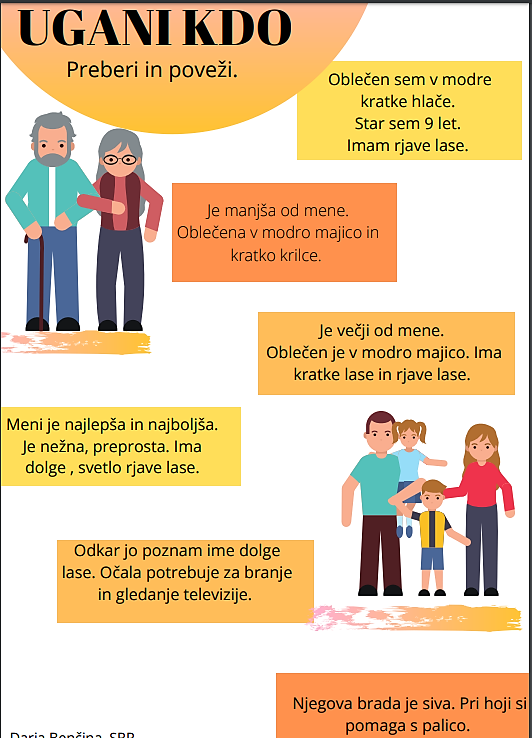 UGANI KDO
Preberi in poveži.
Oblečen sem v modre
kratke hlače.
Star sem 9 let.
Imam rjave lase.
Je manjša od mene.
Oblečena v modro majico in
kratko krilce.
Je večji od mene.
Oblečen je v modro majico. Ima
kratke lase in rjave lase.
Meni je najlepša in najboljša.
Je nežna, preprosta. Ima
dolge , svetlo rjave lase.
Odkar jo poznam ime dolge
lase. Očala potrebuje za branje
in gledanje televizije.
Njegova brada je siva. Pri hoji si
pomaga s palico.
Darja Benčina, SPP